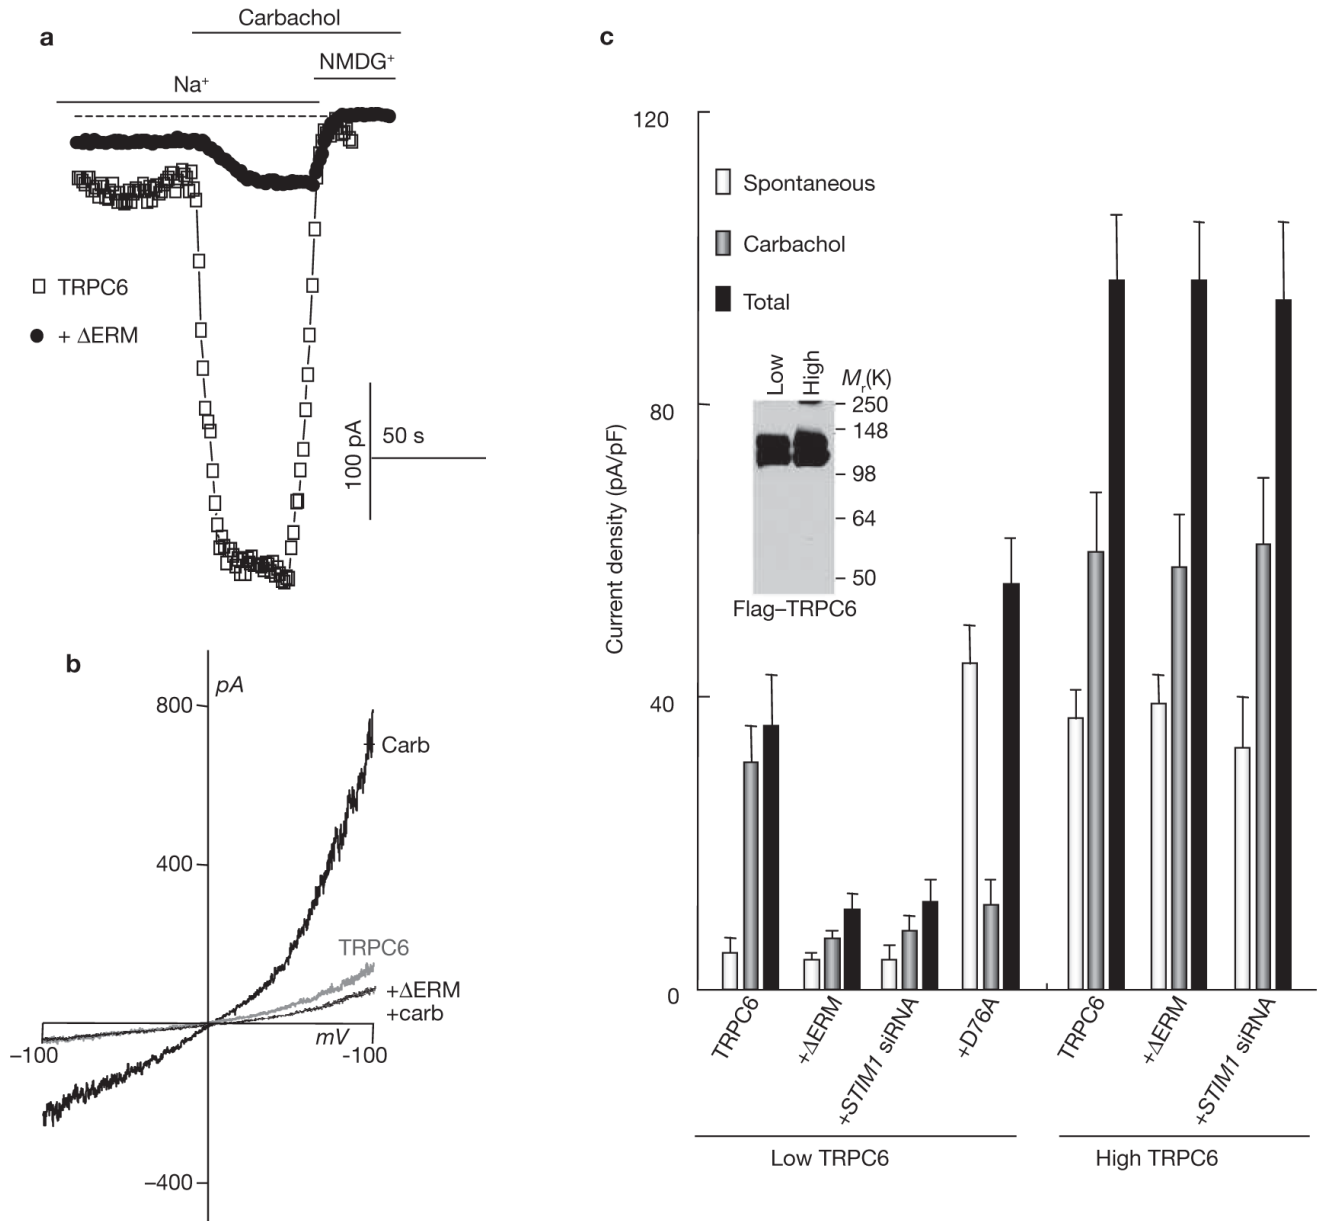 a
Carbachol
NMDG⁺
Na⁺
TRPC6
+ ΔERM
100 pA
50 s
b
pA
800
400
−400
Carb
TRPC6
+ΔERM
+carb
mV
−100
-100
c
120
80
40
0
Current density (pA/pF)
Spontaneous
Carbachol
Total
Low
High
Mr(K)
250
148
98
64
50
Flag–TRPC6
TRPC6
+ΔERM
+STIM1 siRNA
+D76A
TRPC6
+ΔERM
+STIM1 siRNA
Low TRPC6
High TRPC6